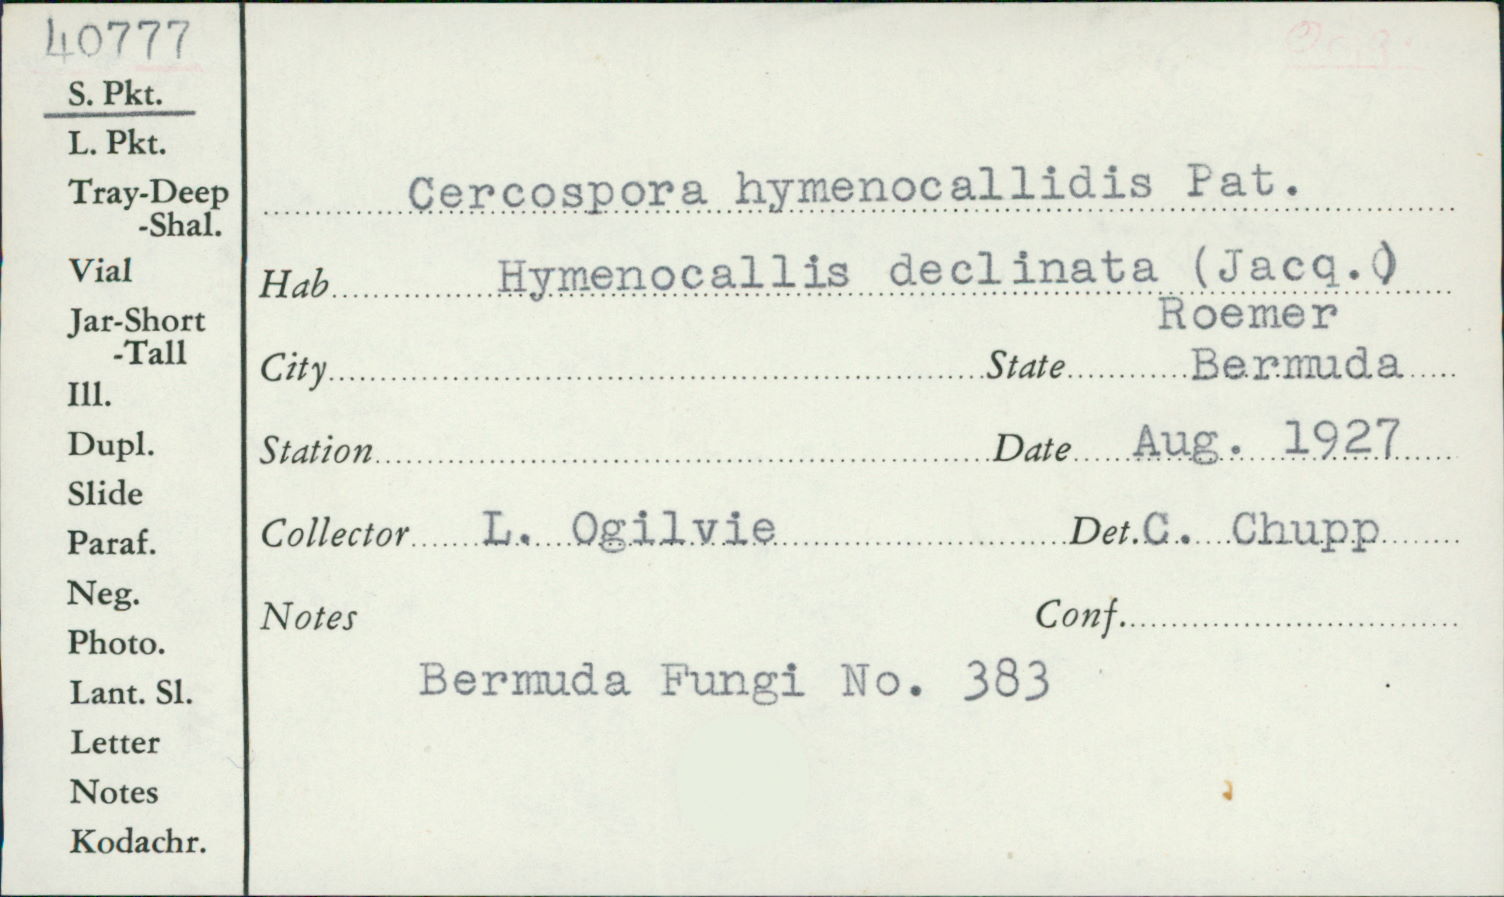 40777
S. Pkt.
L. Pkt.
Tray-Deep
-Shal.
Vial
Jar-Short
-Tall
Ill.
Dupl.
Slide
Paraf.
Neg.
Photo.
Lant. Sl.
Letter
Notes
Kodachr.
Cercospora hymenocallidis Pat.
Hab Hymenocallis declinata (Jacq.)
Roemer
City State Bermuda
Station Date Aug. 1927
Collector L. Ogilvie Det. C. Chupp
Notes Conf.
Bermuda Fungi No. 383